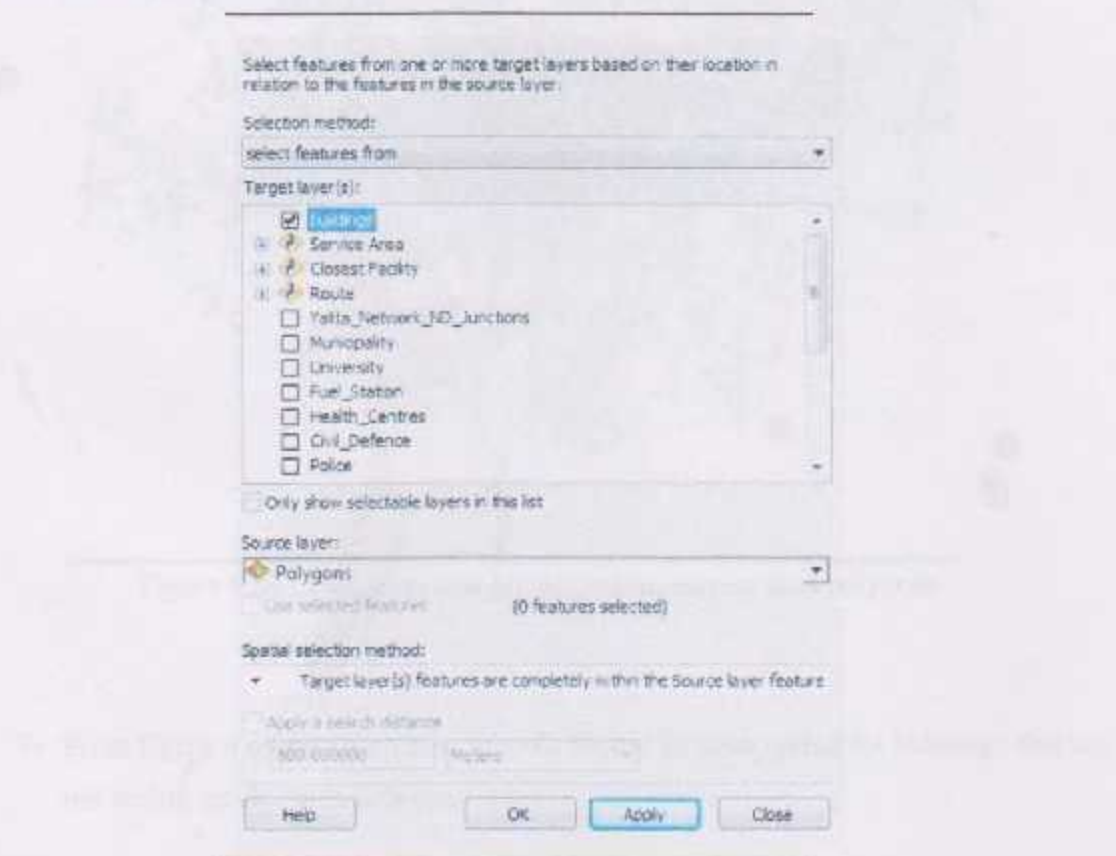 Select features from one or more target layers based on their location in
relation to the features in the source layer.
Selection method:
select features from
Target layer(s):
buildings
Service Area
Closest Facility
Route
Yatta_Network_ND_Junctions
Municipality
University
Fuel_Station
Health_Centres
Civil_Defence
Police
Only show selectable layers in this list
Source layer:
Polygons
Use selected features (0 features selected)
Spatial selection method:
Target layer(s) features are completely within the Source layer feature
Apply a search distance
Meters
Help OK Apply Close